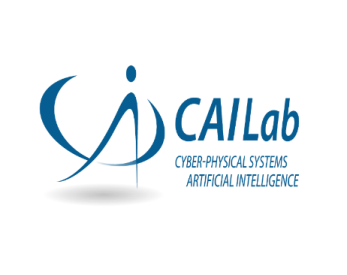 CAILab
CYBER-PHYSICAL SYSTEMS
ARTIFICIAL INTELLIGENCE